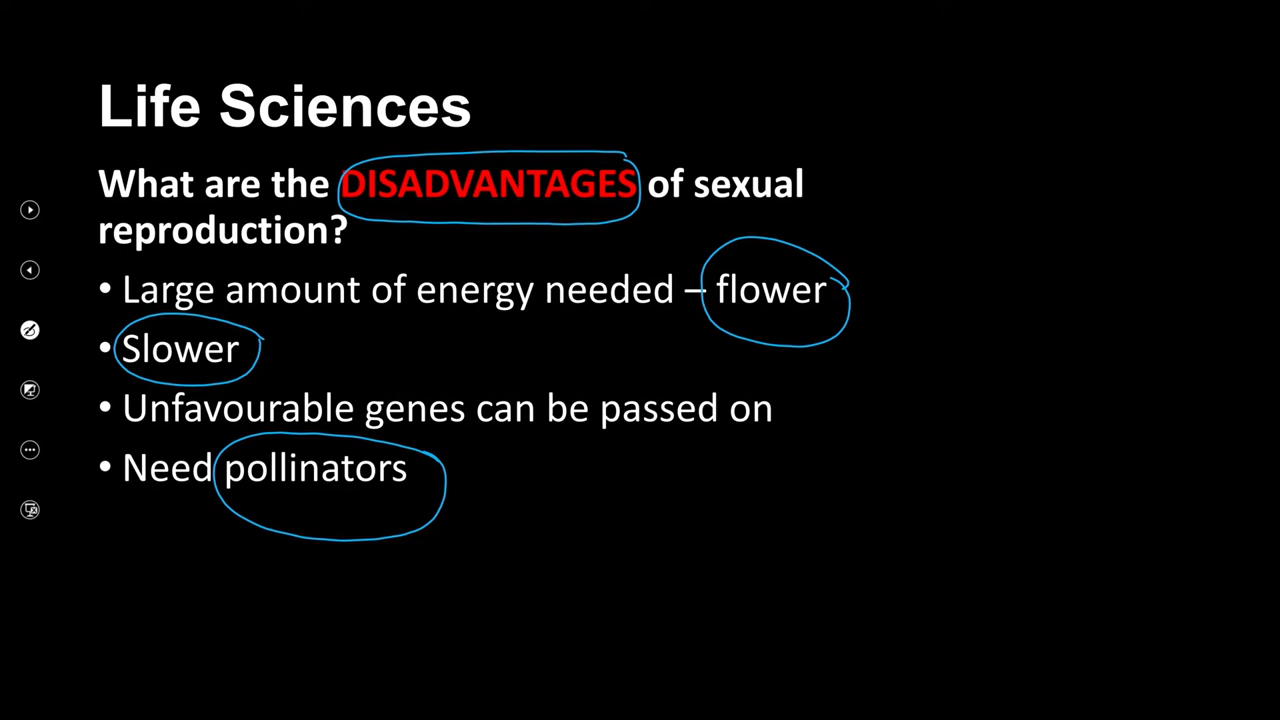 Life Sciences
What are the DISADVANTAGES of sexual
reproduction?
• Large amount of energy needed – flower
• Slower
• Unfavourable genes can be passed on
• Need pollinators